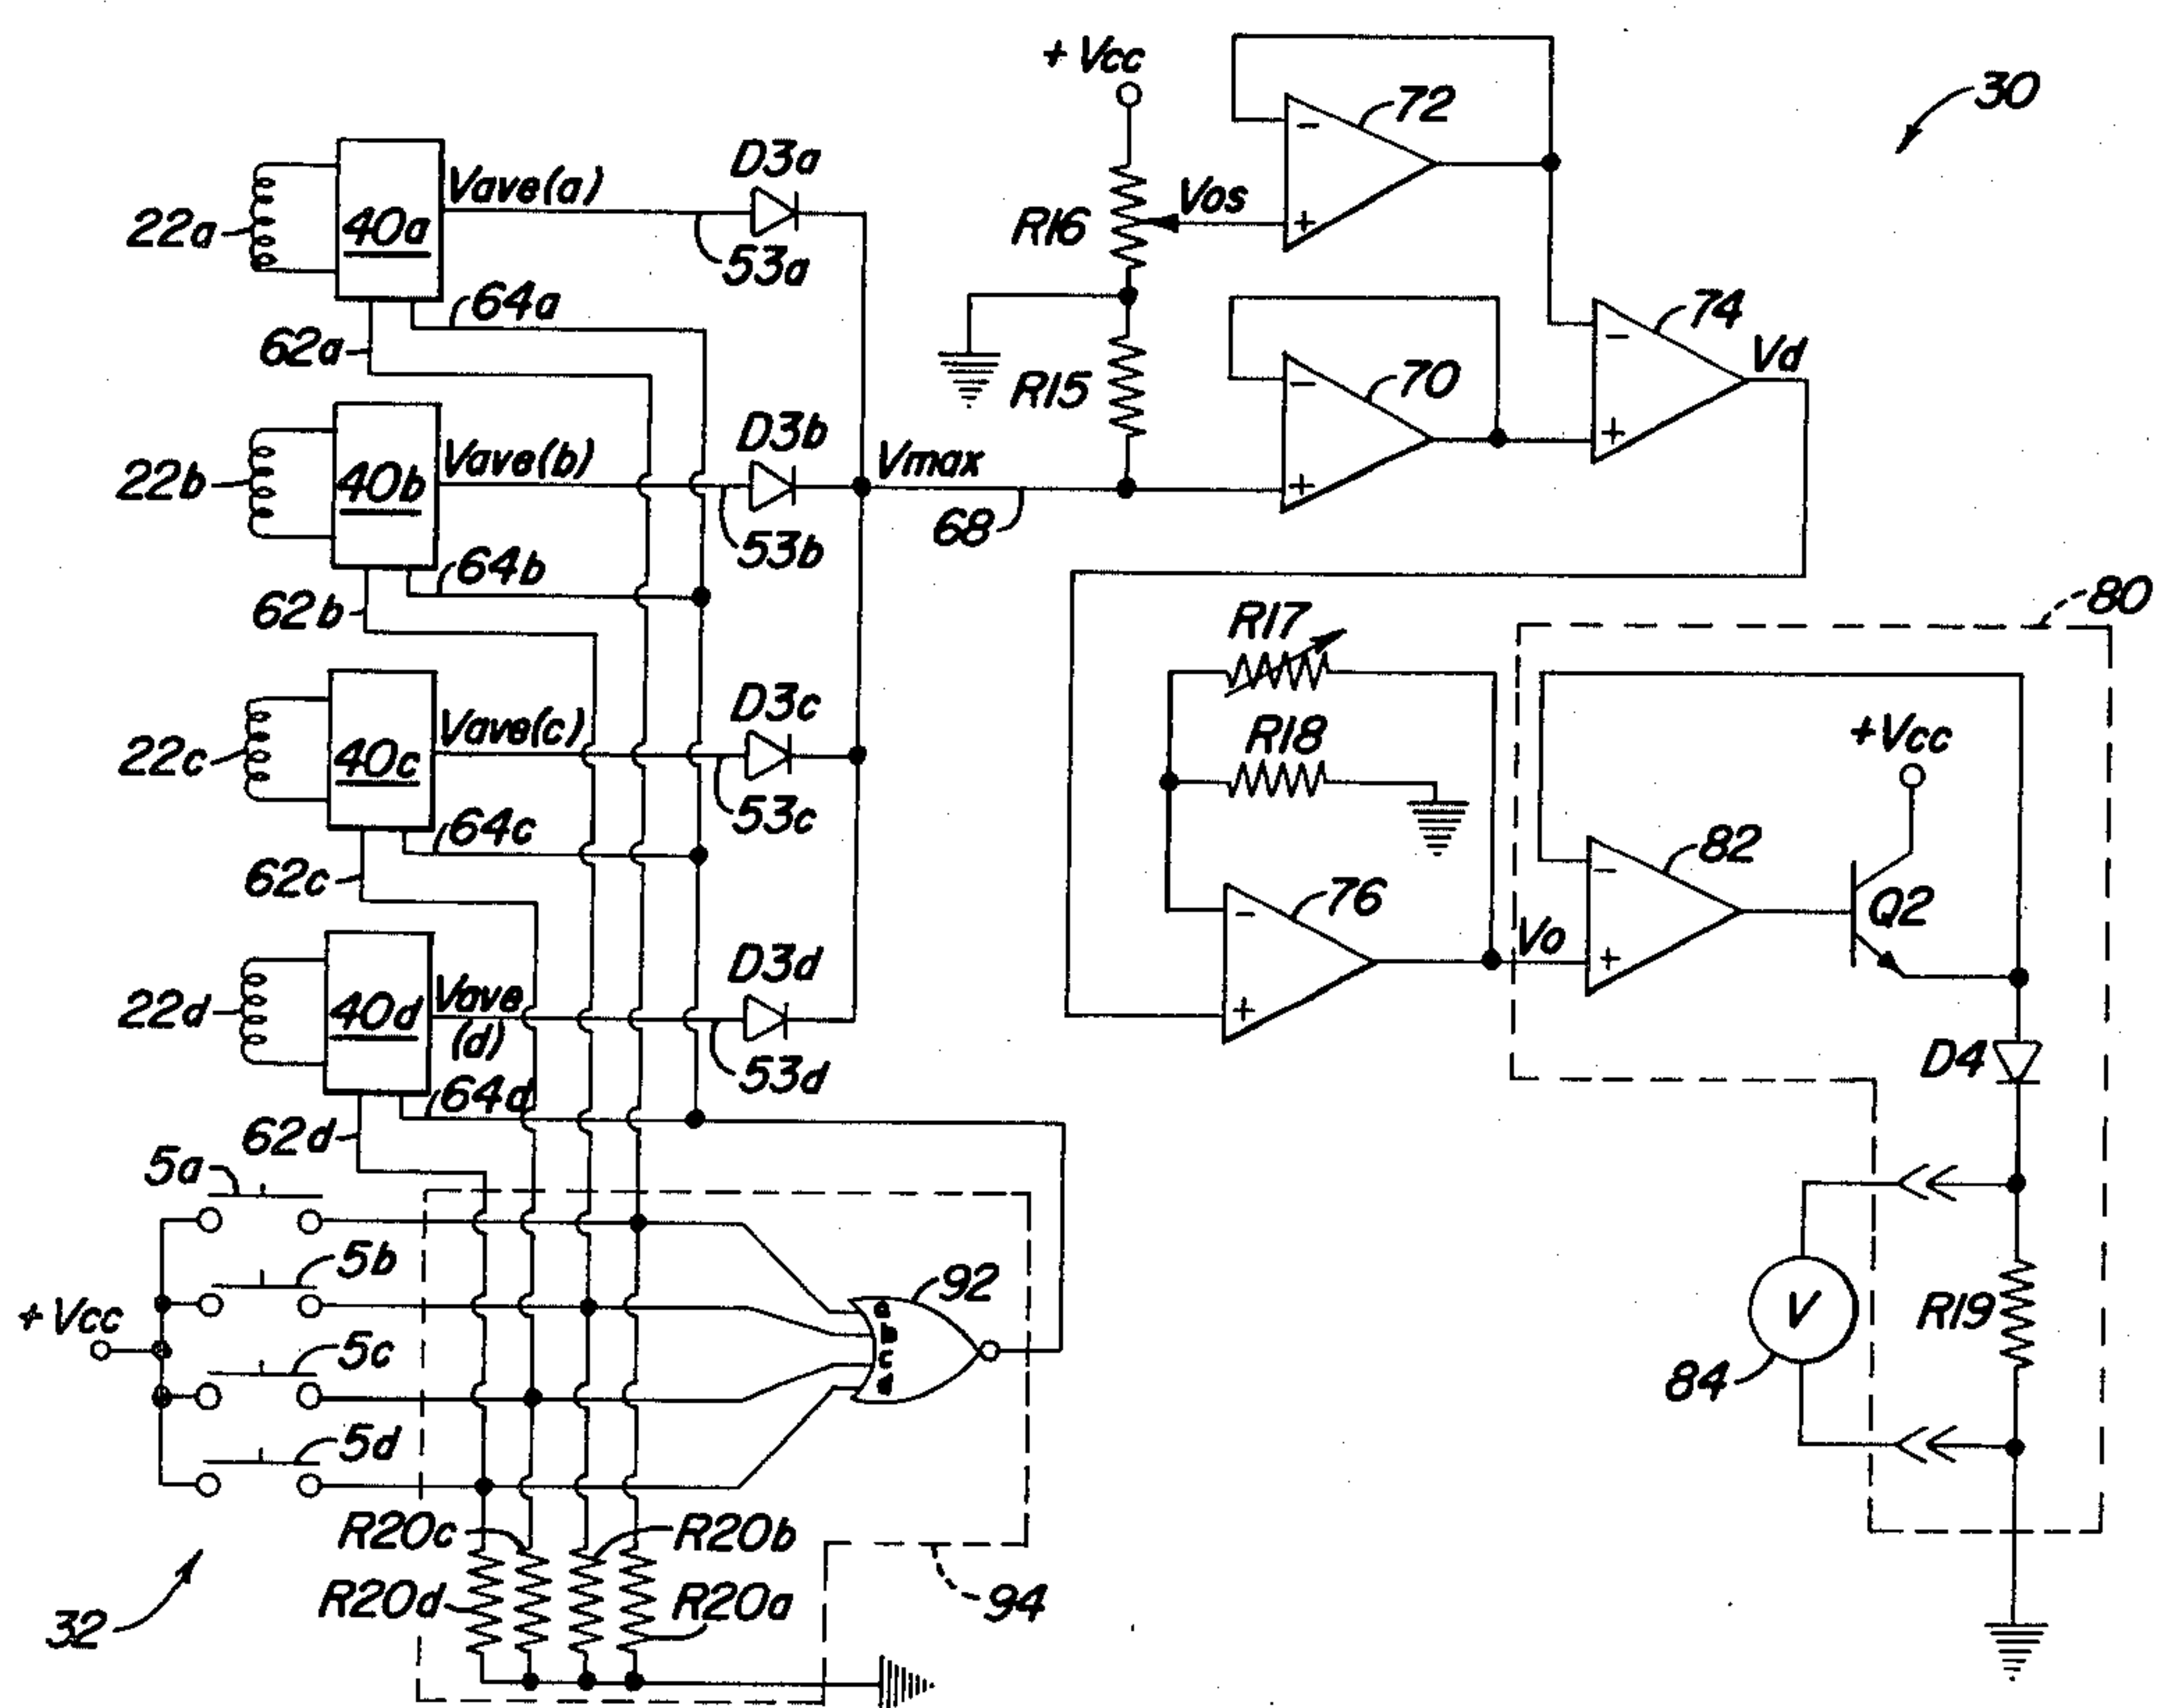 +Vcc
72
30
D3a
Vave(a)
Vos
22a
40a
R16
53a
64a
74
62a
Vd
R15
70
D3b
Vave(b)
Vmax
22b
40b
68
53b
64b
80
62b
R17
D3c
Vave(c)
R18
+Vcc
22c
40c
53c
64c
82
62c
76
Q2
Vo
D3d
22d
40d
Vave
(d)
53d
D4
64d
62d
5a
5b
92
a
b
c
d
+Vcc
5c
V
R19
84
5d
R20c
R20b
R20d
R20a
94
32
- + - + - + - + - +